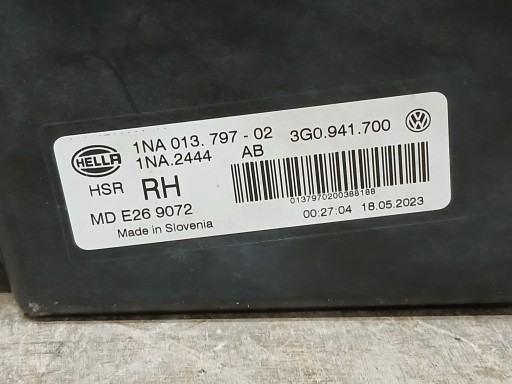 HELLA
1NA 013. 797 - 02 3G0.941.700
1NA.2444 AB
HSR RH
0137970200388188
MD E26 9072
00:27:04 18.05.2023
Made in Slovenia